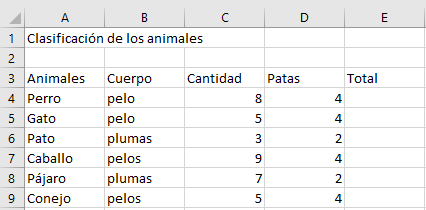 A B C D E
1 Clasificación de los animales
2
3 Animales Cuerpo Cantidad Patas Total
4 Perro pelo 8 4
5 Gato pelo 5 4
6 Pato plumas 3 2
7 Caballo pelos 9 4
8 Pájaro plumas 7 2
9 Conejo pelos 5 4